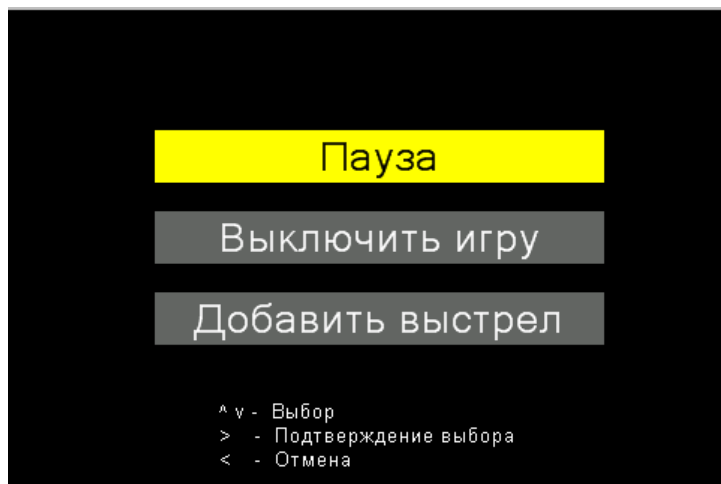 Пауза
Выключить игру
Добавить выстрел
^ v - Выбор
> - Подтверждение выбора
< - Отмена